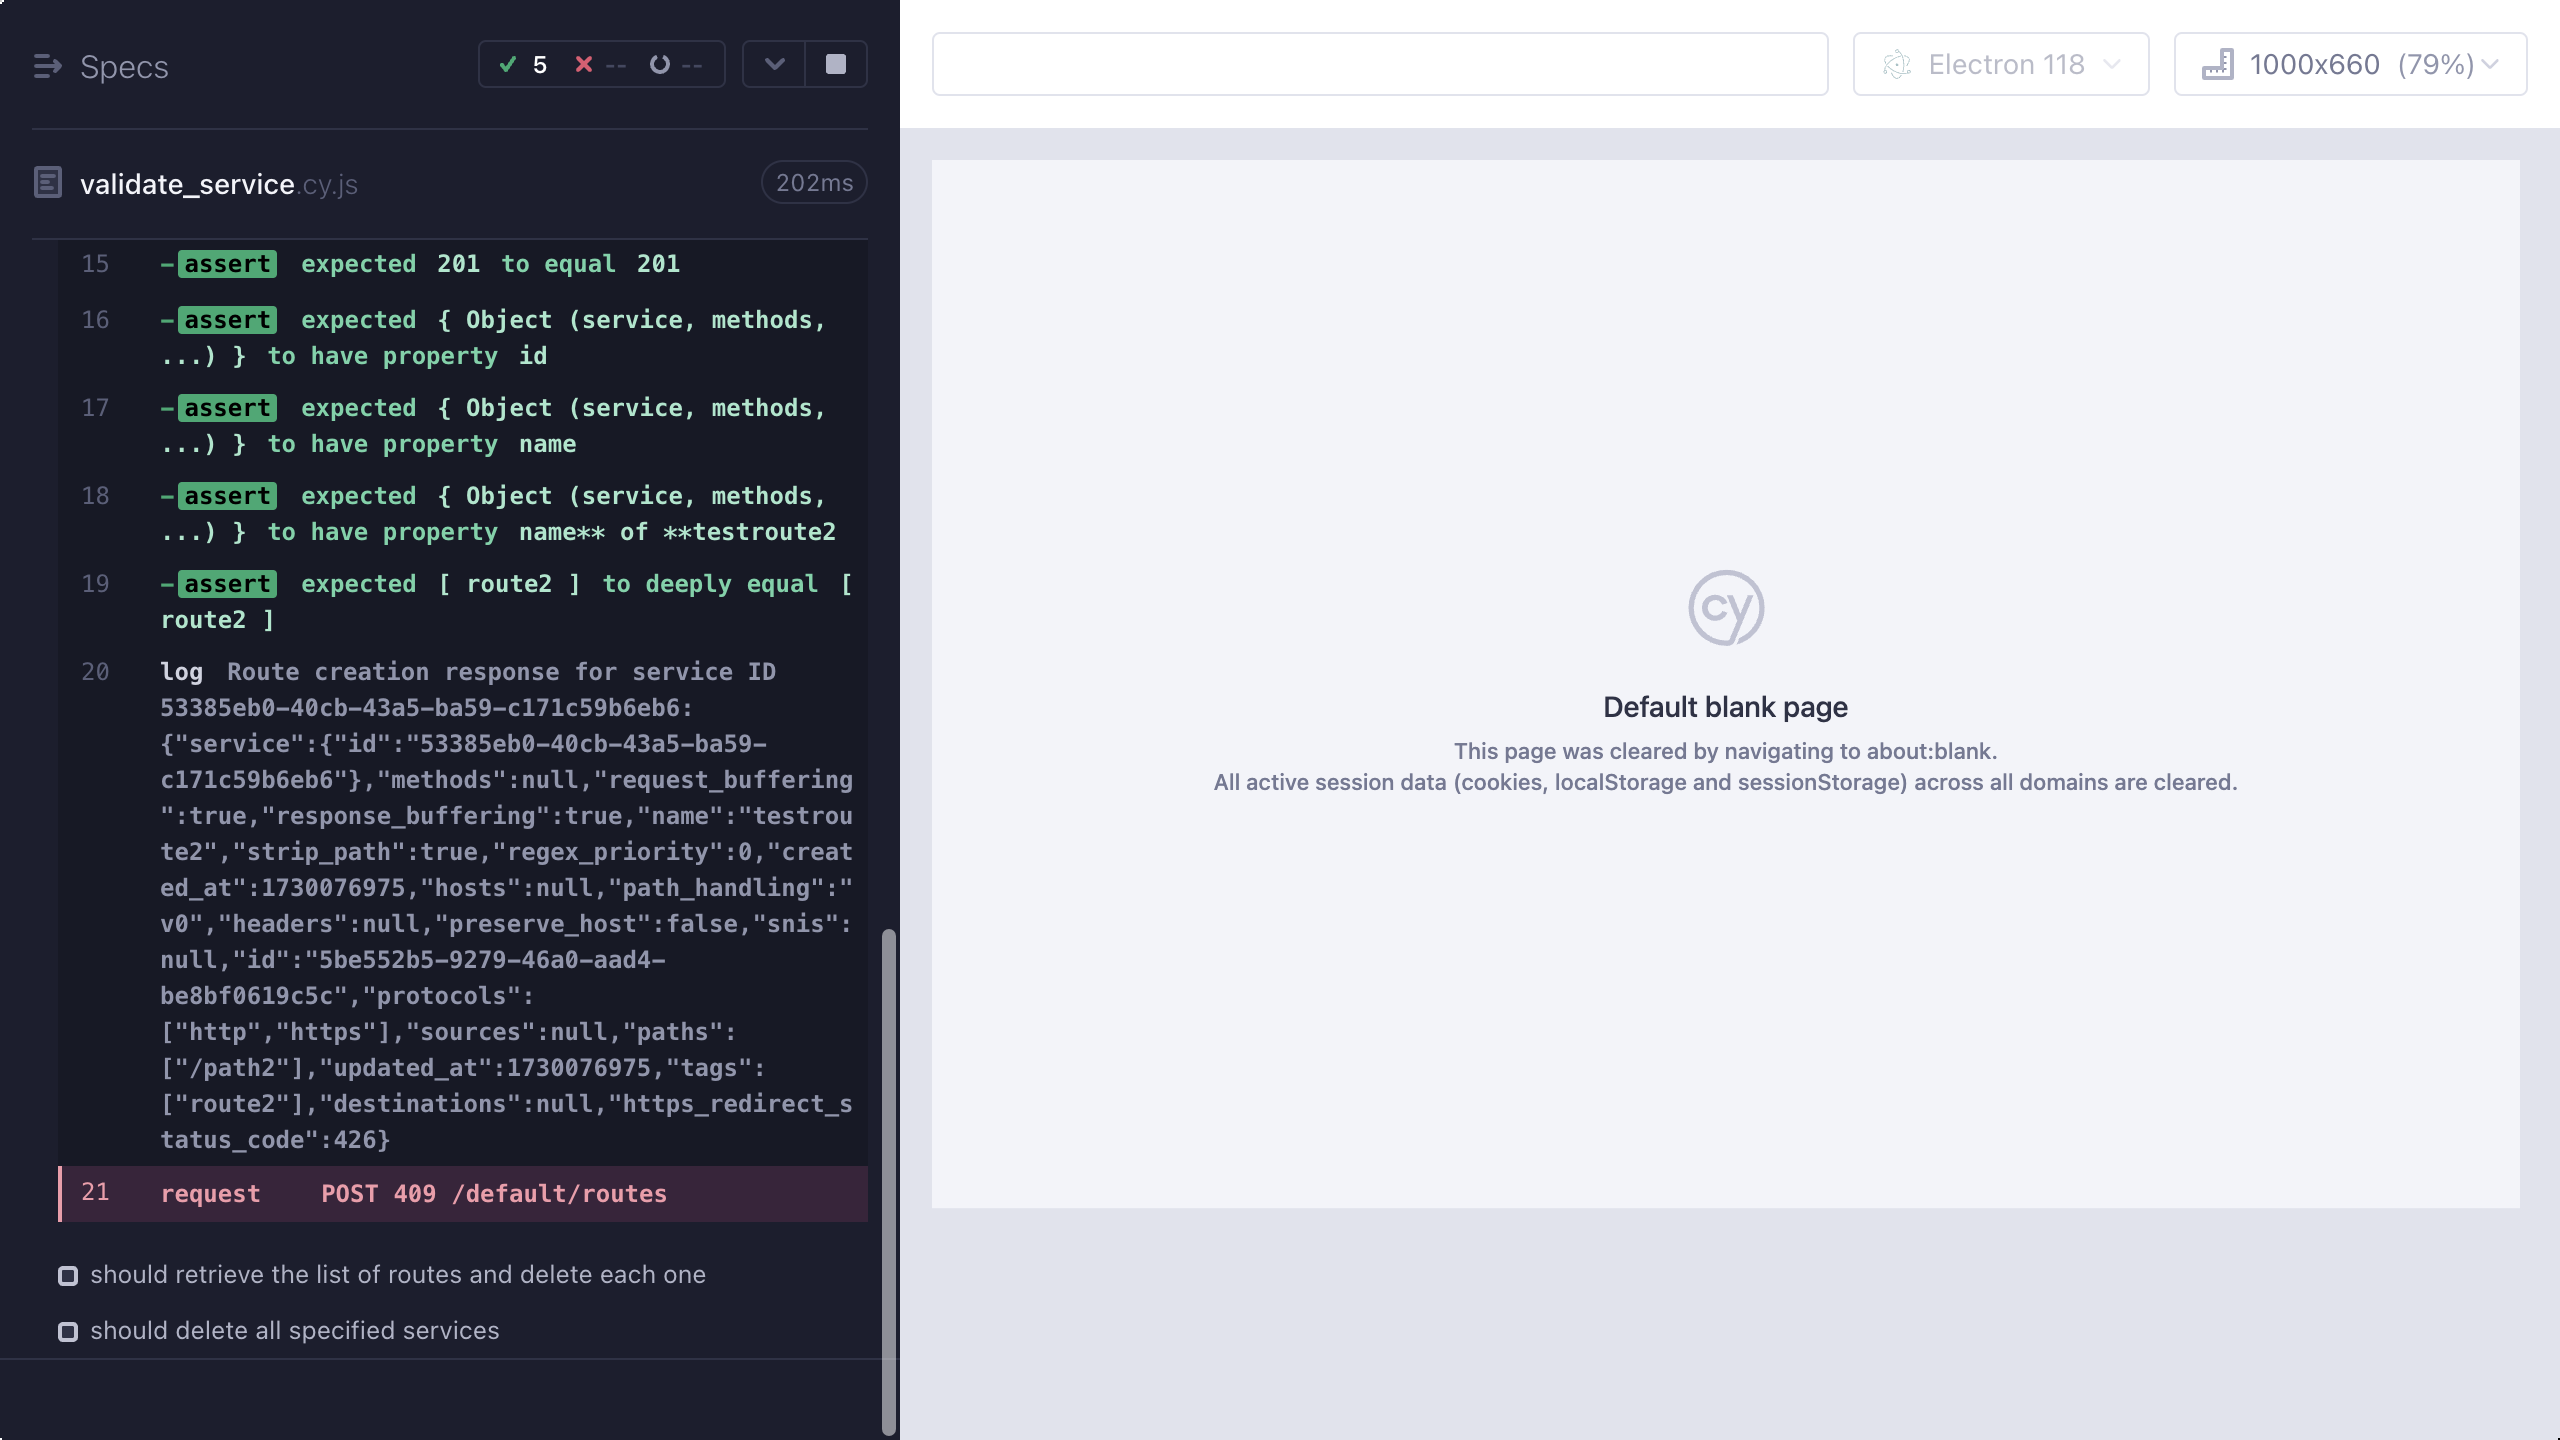 Specs
5
--
--
validate_service.cy.js
202ms
15 -assert expected 201 to equal 201
16 -assert expected { Object (service, methods,
...) } to have property id
17 -assert expected { Object (service, methods,
...) } to have property name
18 -assert expected { Object (service, methods,
...) } to have property name** of **testroute2
19 -assert expected [ route2 ] to deeply equal [
route2 ]
20 log Route creation response for service ID
53385eb0-40cb-43a5-ba59-c171c59b6eb6:
{"service":{"id":"53385eb0-40cb-43a5-ba59-
c171c59b6eb6"},"methods":null,"request_buffering
":true,"response_buffering":true,"name":"testrou
te2","strip_path":true,"regex_priority":0,"creat
ed_at":1730076975,"hosts":null,"path_handling":"
v0","headers":null,"preserve_host":false,"snis":
null,"id":"5be552b5-9279-46a0-aad4-
be8bf0619c5c","protocols":
["http","https"],"sources":null,"paths":
["/path2"],"updated_at":1730076975,"tags":
["route2"],"destinations":null,"https_redirect_s
tatus_code":426}
21 request POST 409 /default/routes
should retrieve the list of routes and delete each one
should delete all specified services
Electron 118
1000x660 (79%)
cy
Default blank page
This page was cleared by navigating to about:blank.
All active session data (cookies, localStorage and sessionStorage) across all domains are cleared.